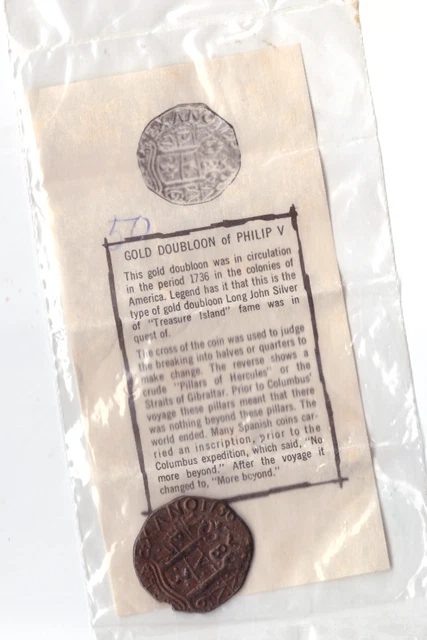 50
GOLD DOUBLOON of PHILIP V
This gold doubloon was in circulation
in the period 1736 in the colonies of
America. Legend has it that this is the
type of gold doubloon Long John Silver
of "Treasure Island" fame was in
quest of.
The cross of the coin was used to judge
the breaking into halves or quarters to
make change. The reverse shows a
crude "Pillars of Hercules" or the
Straits of Gibraltar. Prior to Columbus'
voyage these pillars meant that there
was nothing beyond these pillars. The
world ended. Many Spanish coins car-
ried an inscription, prior to the
Columbus expedition, which said, "No
more beyond." After the voyage it
changed to, "More beyond."